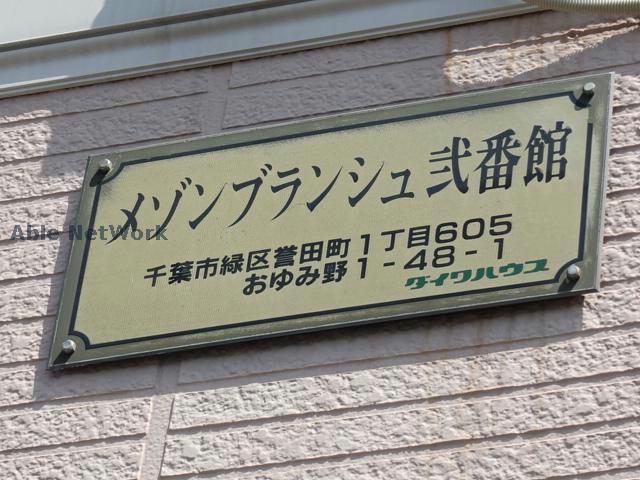 メゾンブランシュ弐番館
Able NetWork
千葉市緑区誉田町1丁目605
おゆみ野1-48-1
ダイワハウス